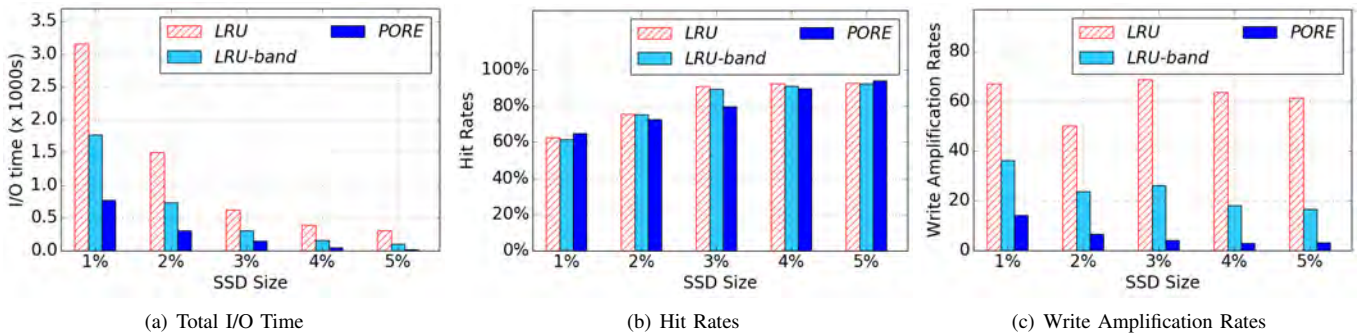 3.5
3.0
2.5
2.0
1.5
1.0
0.5
0.0
I/O time (x 1000s)
LRU
LRU-band
PORE
1% 2% 3% 4% 5%
SSD Size
(a) Total I/O Time
100%
80%
60%
40%
20%
0%
Hit Rates
LRU
LRU-band
PORE
1% 2% 3% 4% 5%
SSD Size
(b) Hit Rates
80
60
40
20
0
Write Amplification Rates
LRU
LRU-band
PORE
1% 2% 3% 4% 5%
SSD Size
(c) Write Amplification Rates